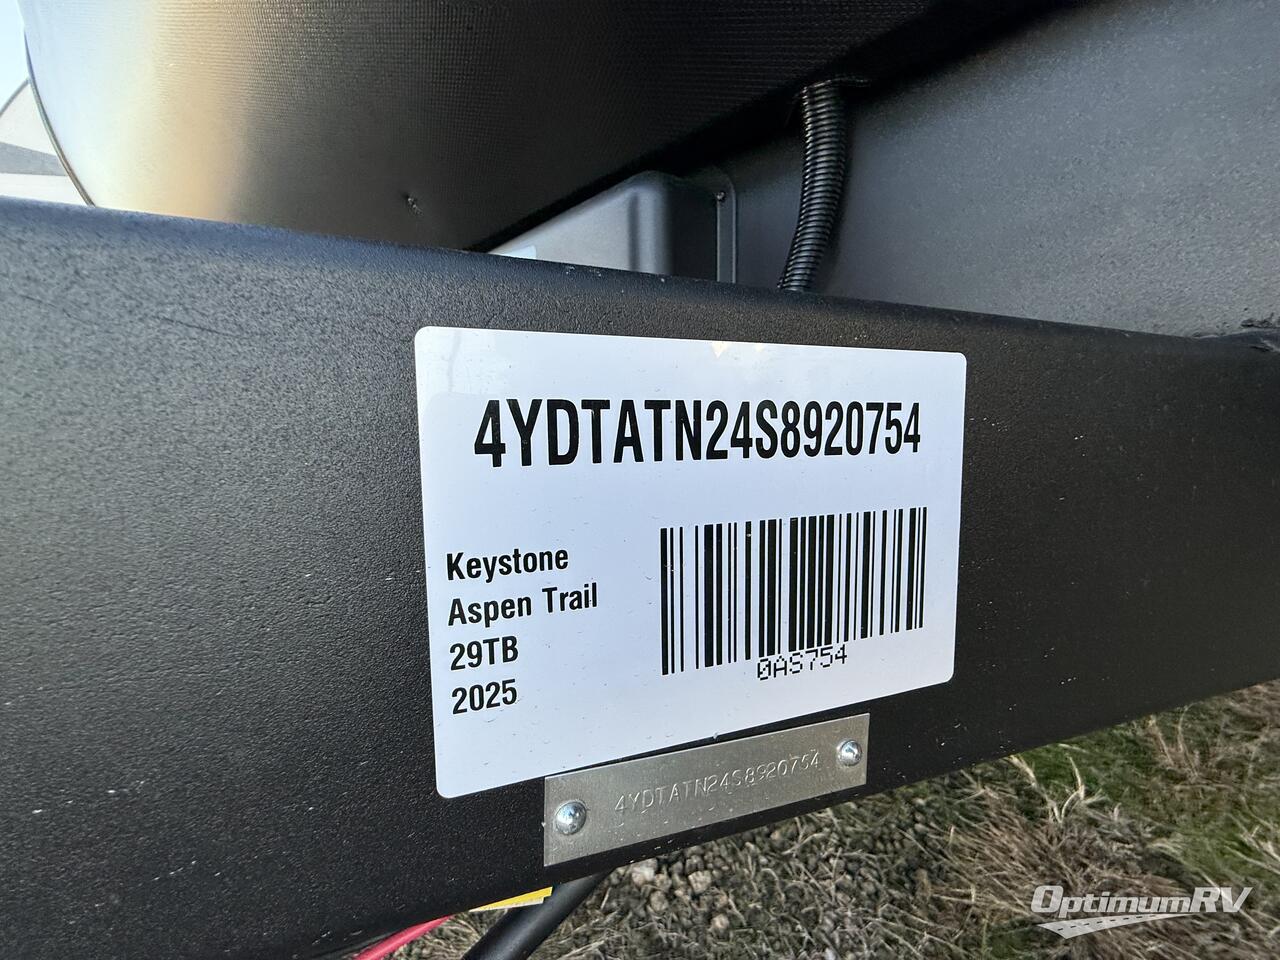 4YDTATN24S8920754
Keystone
Aspen Trail
29TB
2025
0AS754
4YDTATN24S8920754
OptimumRV